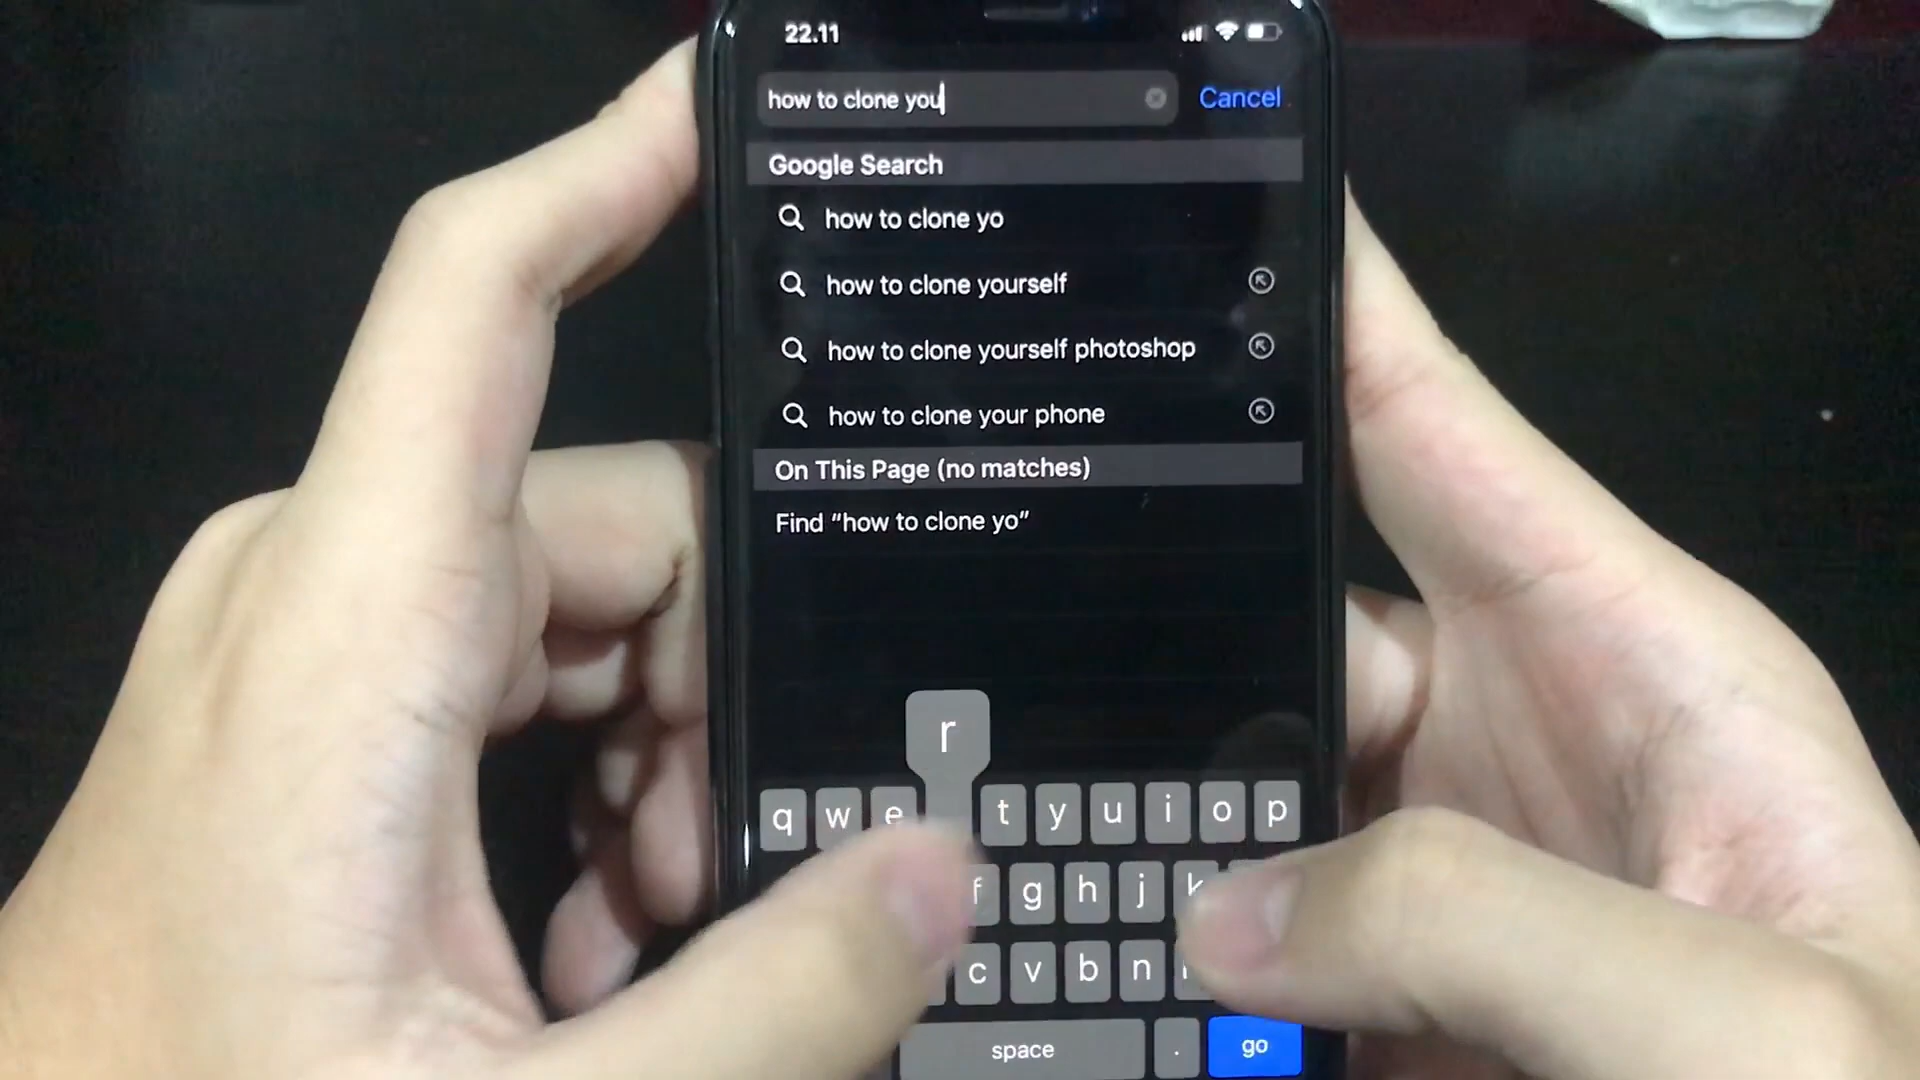 22.11
how to clone you
Cancel
Google Search
how to clone yo
how to clone yourself
how to clone yourself photoshop
how to clone your phone
On This Page (no matches)
Find “how to clone yo”
r
q w e t y u i o p
f g h j k
c v b n
space . go